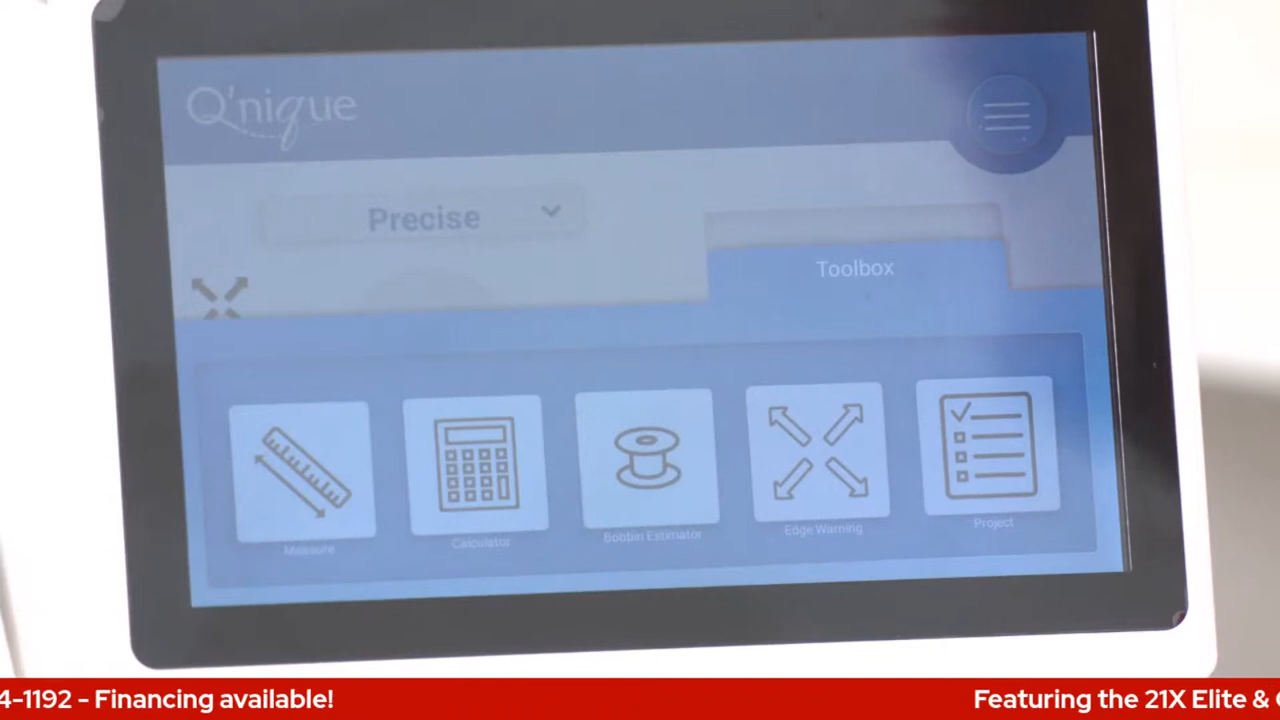 Q'nique
Precise
Toolbox
Measure
Calculator
Bobbin Estimator
Edge Warning
Project
4-1192 - Financing available!
Featuring the 21X Elite &